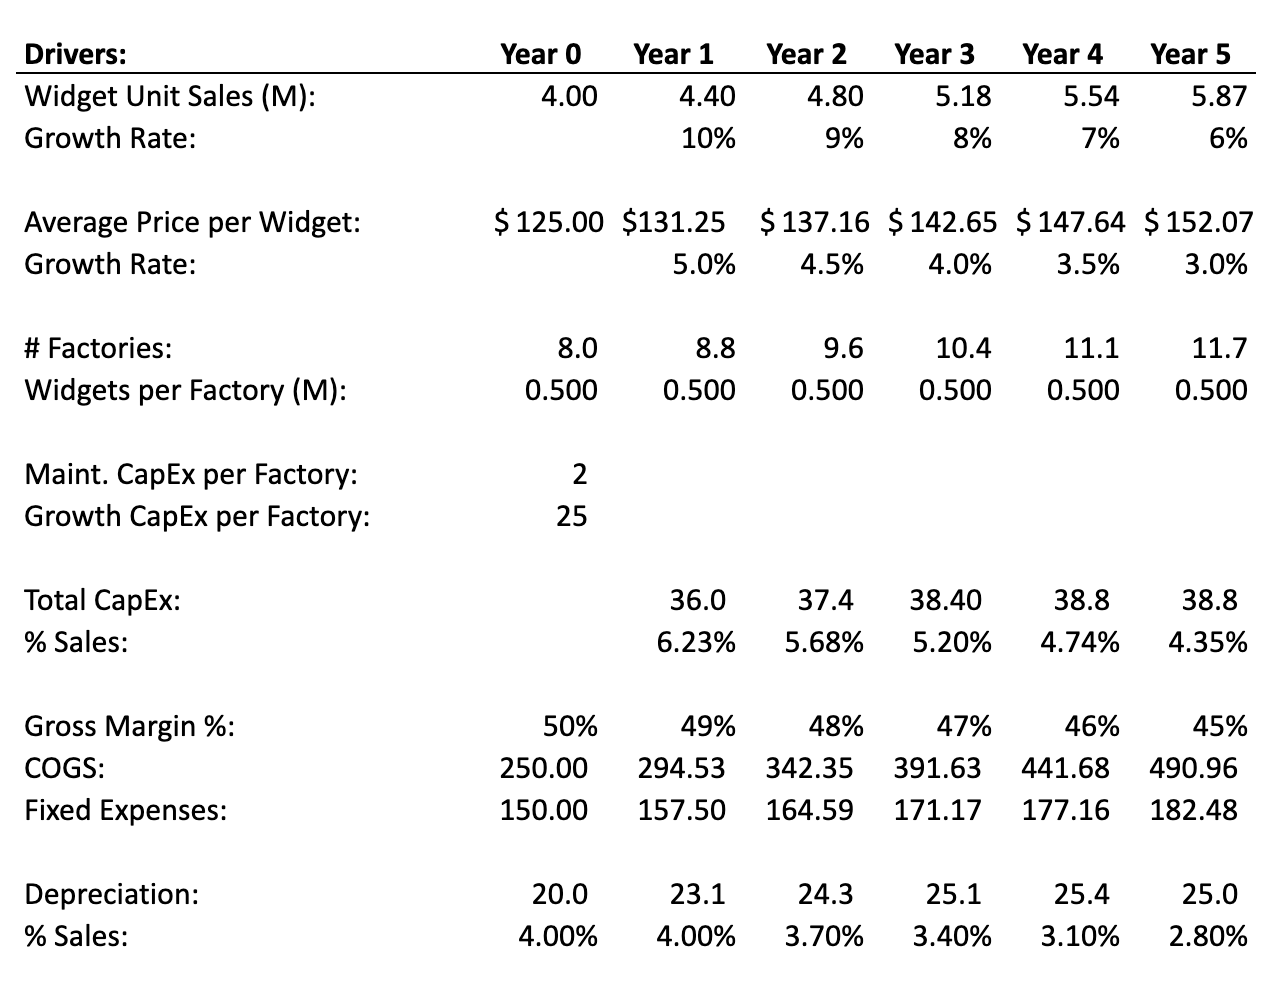 Drivers: Year 0 Year 1 Year 2 Year 3 Year 4 Year 5
Widget Unit Sales (M): 4.00 4.40 4.80 5.18 5.54 5.87
Growth Rate: 10% 9% 8% 7% 6%
Average Price per Widget: $ 125.00 $131.25 $ 137.16 $ 142.65 $ 147.64 $ 152.07
Growth Rate: 5.0% 4.5% 4.0% 3.5% 3.0%
# Factories: 8.0 8.8 9.6 10.4 11.1 11.7
Widgets per Factory (M): 0.500 0.500 0.500 0.500 0.500 0.500
Maint. CapEx per Factory: 2
Growth CapEx per Factory: 25
Total CapEx: 36.0 37.4 38.40 38.8 38.8
% Sales: 6.23% 5.68% 5.20% 4.74% 4.35%
Gross Margin %: 50% 49% 48% 47% 46% 45%
COGS: 250.00 294.53 342.35 391.63 441.68 490.96
Fixed Expenses: 150.00 157.50 164.59 171.17 177.16 182.48
Depreciation: 20.0 23.1 24.3 25.1 25.4 25.0
% Sales: 4.00% 4.00% 3.70% 3.40% 3.10% 2.80%